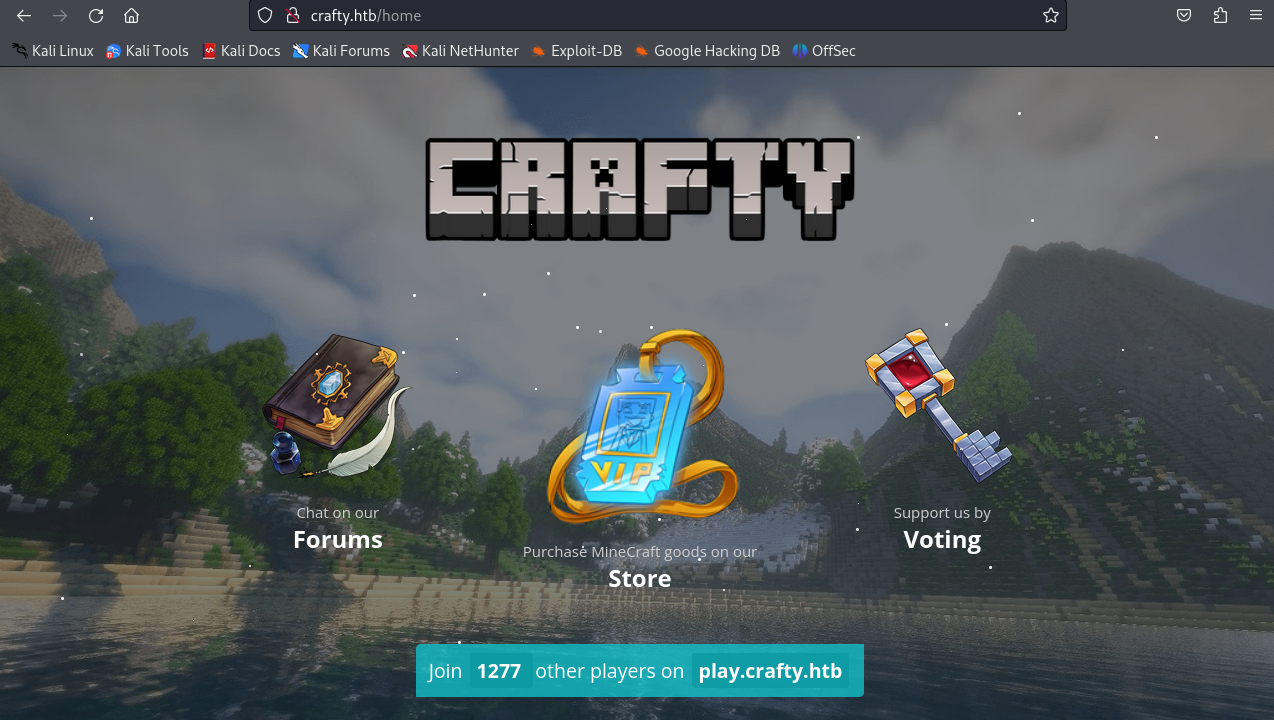 crafty.htb/home
Kali Linux Kali Tools Kali Docs Kali Forums Kali NetHunter Exploit-DB Google Hacking DB OffSec
CRAFTY
VIP
Chat on our
Forums
Purchase MineCraft goods on our
Store
Support us by
Voting
Join 1277 other players on play.crafty.htb